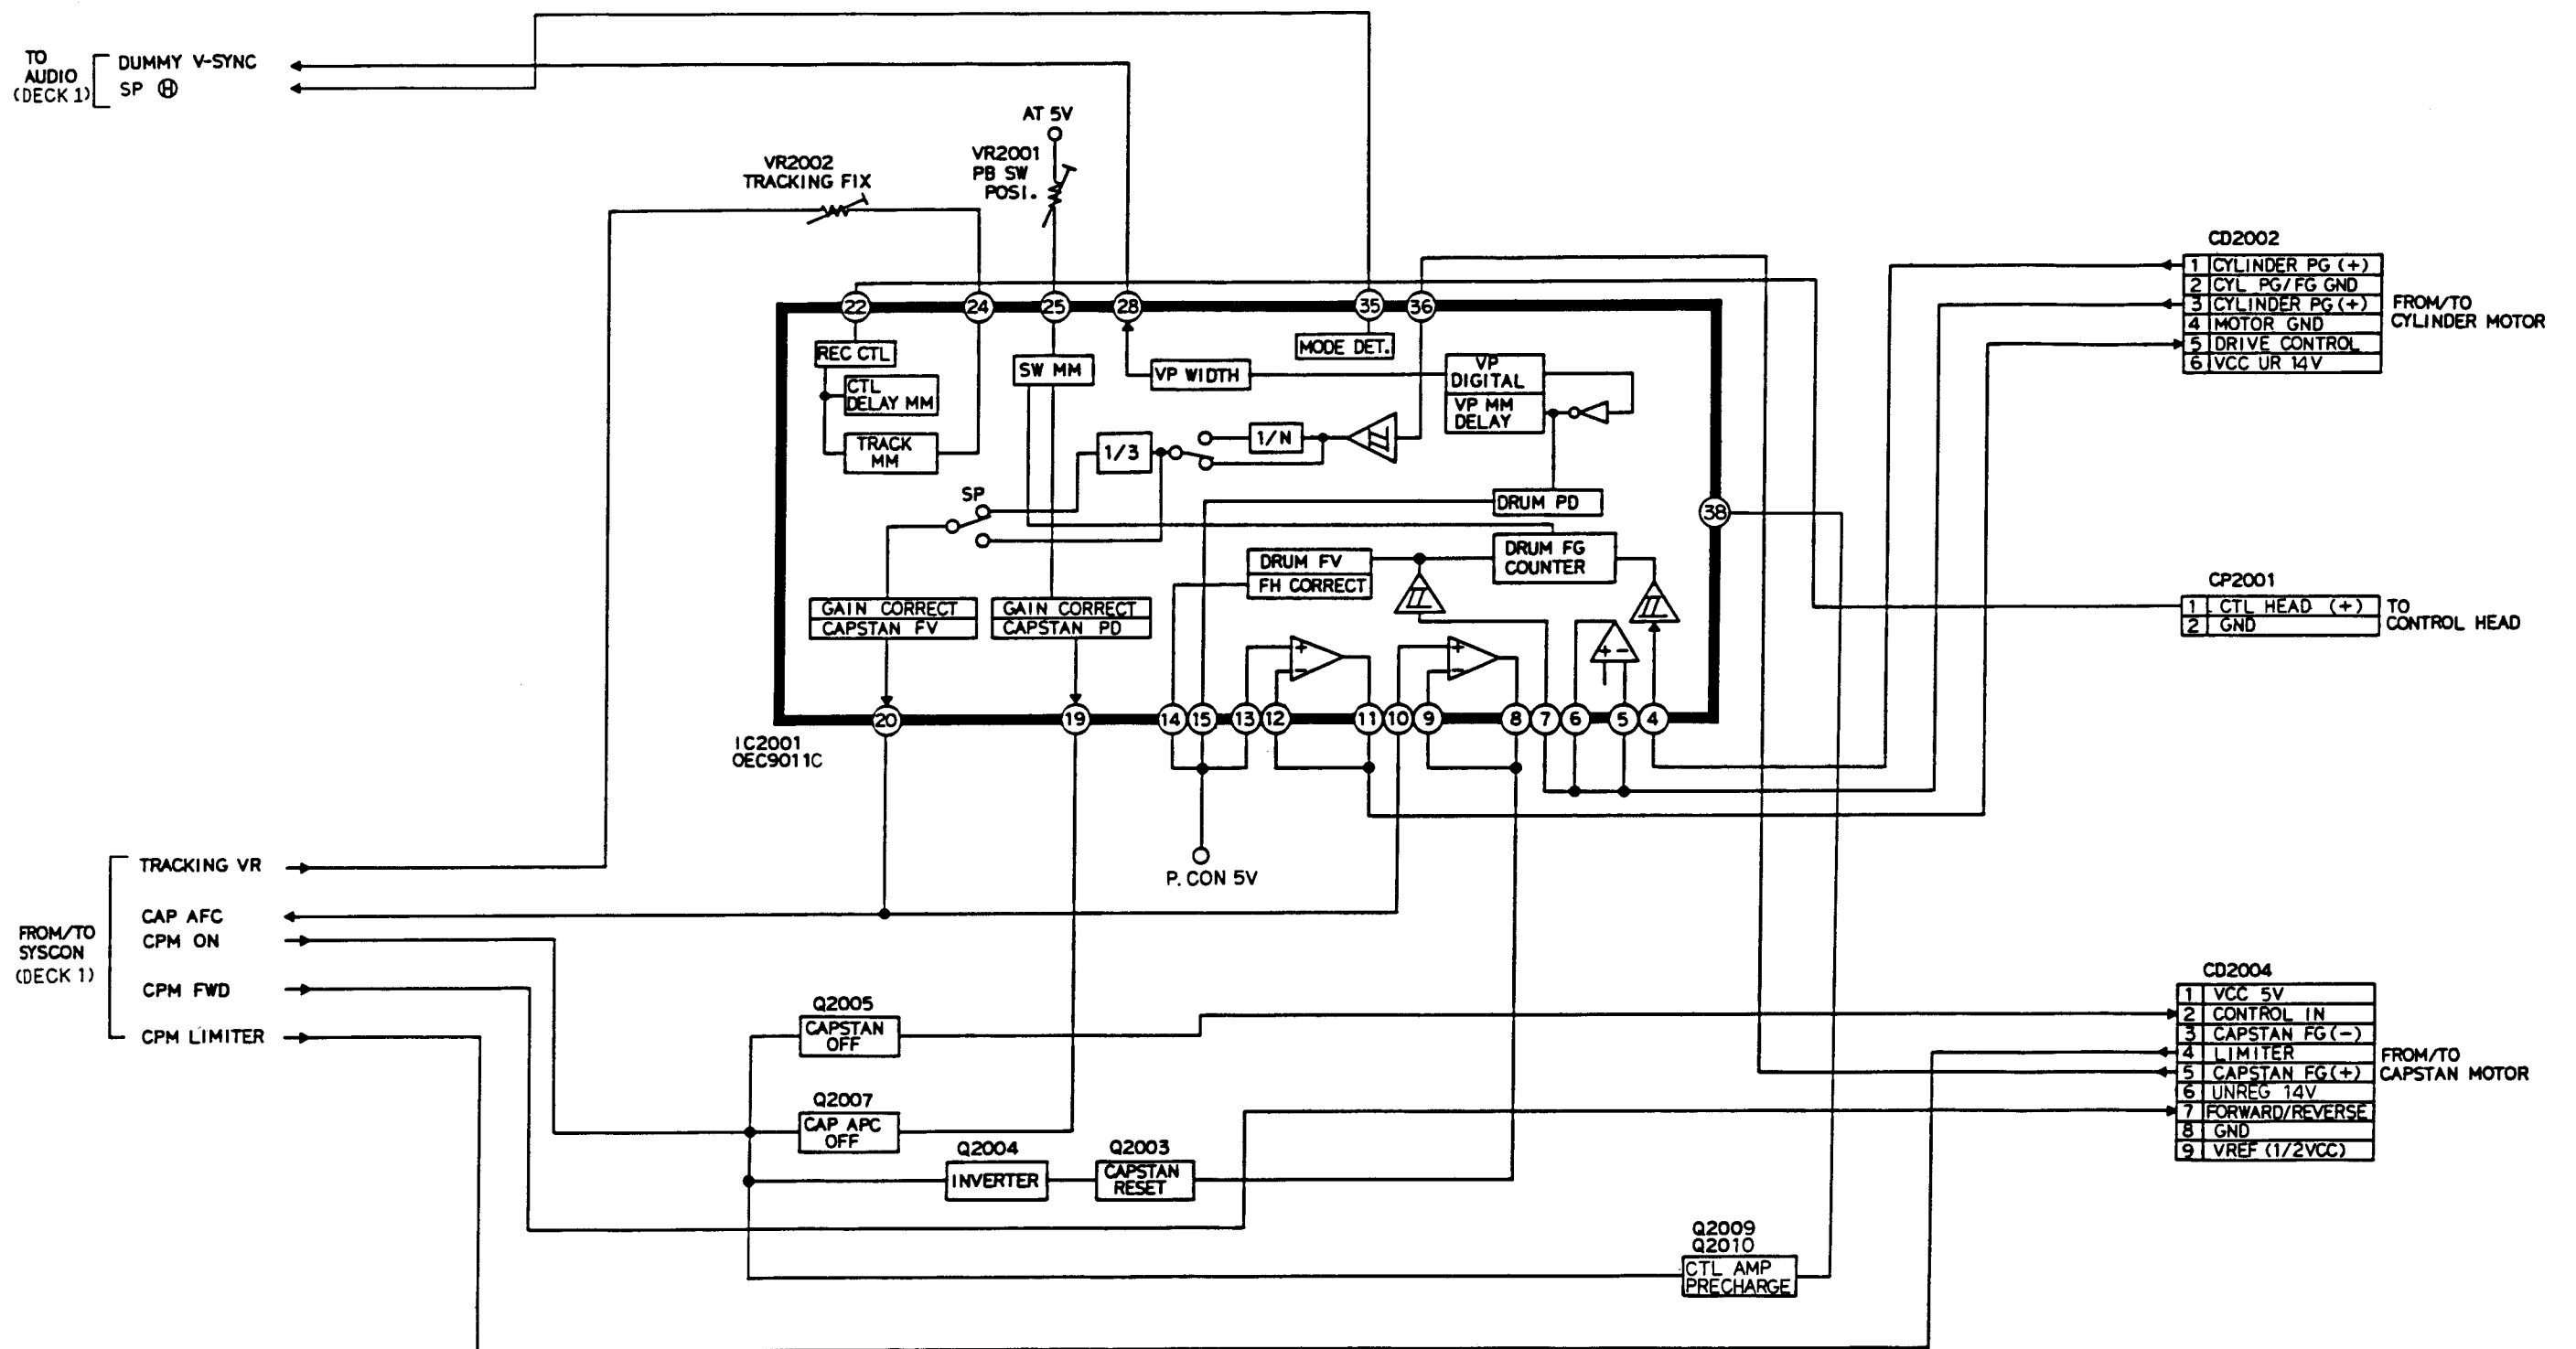 TO
AUDIO
(DECK 1)
DUMMY V-SYNC
SP Ⓗ
AT 5V
VR2001
PB SW
POSI.
VR2002
TRACKING FIX
22
24
25
28
35
36
REC CTL
CTL
DELAY MM
TRACK
MM
SW MM
VP WIDTH
MODE DET.
VP
DIGITAL
VP MM
DELAY
1/3
1/N
SP
DRUM PD
38
DRUM FV
FH CORRECT
DRUM FG
COUNTER
GAIN CORRECT
CAPSTAN FV
GAIN CORRECT
CAPSTAN PD
+
-
+
-
+ -
20
19
14
15
13
12
11
10
9
8
7
6
5
4
IC2001
OEC9011C
P. CON 5V
CD2002
1 CYLINDER PG (+)
2 CYL PG/FG GND
3 CYLINDER PG (+)
4 MOTOR GND
5 DRIVE CONTROL
6 VCC UR 14V
FROM/TO
CYLINDER MOTOR
CP2001
1 CTL HEAD (+)
2 GND
TO
CONTROL HEAD
FROM/TO
SYSCON
(DECK 1)
TRACKING VR
CAP AFC
CPM ON
CPM FWD
CPM LIMITER
Q2005
CAPSTAN
OFF
Q2007
CAP APC
OFF
Q2004
INVERTER
Q2003
CAPSTAN
RESET
Q2009
Q2010
CTL AMP
PRECHARGE
CD2004
1 VCC 5V
2 CONTROL IN
3 CAPSTAN FG (-)
4 LIMITER
5 CAPSTAN FG (+)
6 UNREG 14V
7 FORWARD/REVERSE
8 GND
9 VREF (1/2VCC)
FROM/TO
CAPSTAN MOTOR